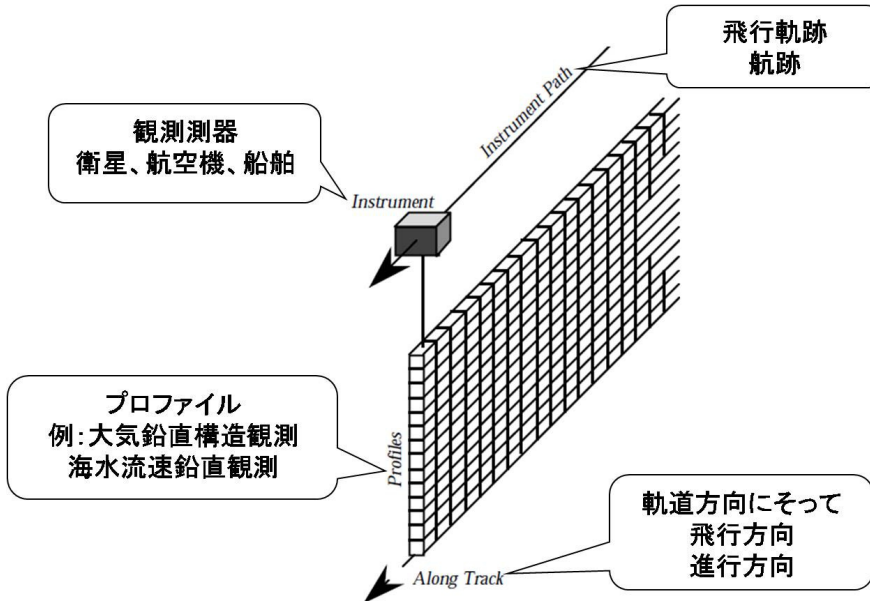 飛行軌跡
航跡
Instrument Path
観測測器
衛星、航空機、船舶
Instrument
プロファイル
例：大気鉛直構造観測
海水流速鉛直観測
Profiles
軌道方向にそって
飛行方向
進行方向
Along Track